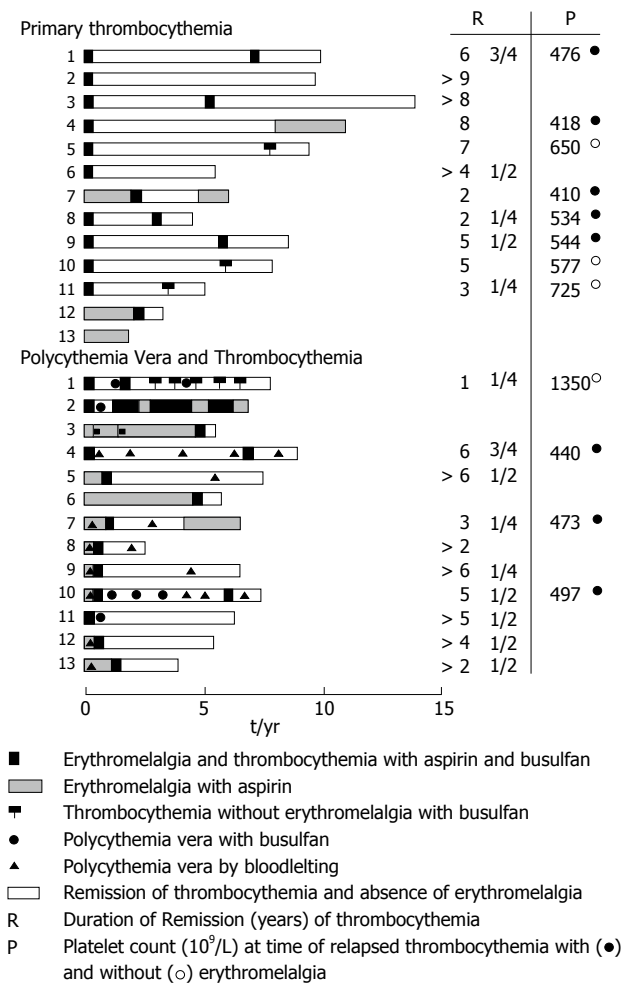 R P
Primary thrombocythemia
1 6 3/4 476 ●
2 > 9
3 > 8
4 8 418 ●
5 7 650 ○
6 > 4 1/2
7 2 410 ●
8 2 1/4 534 ●
9 5 1/2 544 ●
10 5 577 ○
11 3 1/4 725 ○
12
13
Polycythemia Vera and Thrombocythemia
1 1 1/4 1350 ○
2
3
4 6 3/4 440 ●
5 > 6 1/2
6
7 3 1/4 473 ●
8 > 2
9 > 6 1/4
10 5 1/2 497 ●
11 > 5 1/2
12 > 4 1/2
13 > 2 1/2
0 5 10 15
t/yr
Erythromelalgia and thrombocythemia with aspirin and busulfan
Erythromelalgia with aspirin
Thrombocythemia without erythromelalgia with busulfan
Polycythemia vera with busulfan
Polycythemia vera by bloodlelting
Remission of thrombocythemia and absence of erythromelalgia
R Duration of Remission (years) of thrombocythemia
P Platelet count (10⁹/L) at time of relapsed thrombocythemia with (●)
and without (○) erythromelalgia